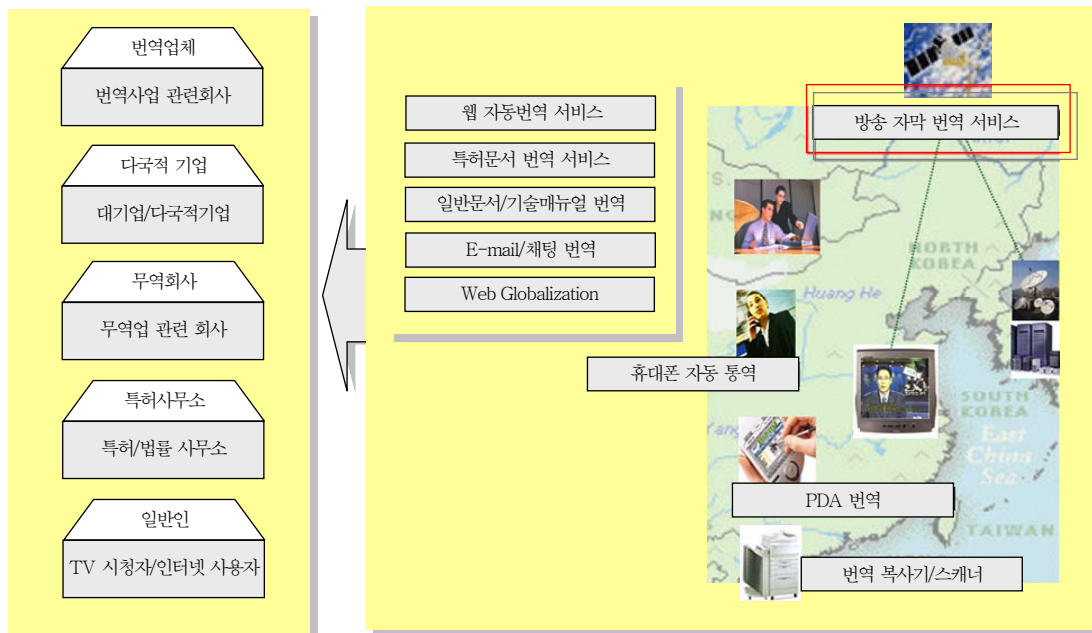 번역업체
번역사업 관련회사
다국적 기업
대기업/다국적기업
무역회사
무역업 관련 회사
특허사무소
특허/법률 사무소
일반인
TV 시청자/인터넷 사용자
웹 자동번역 서비스
특허문서 번역 서비스
일반문서/기술매뉴얼 번역
E-mail/채팅 번역
Web Globalization
방송 자막 번역 서비스
NORTH
KOREA
Huang He
휴대폰 자동 통역
SOUTH
KOREA
East
China
Sea
PDA 번역
TAIWAN
번역 복사기/스캐너